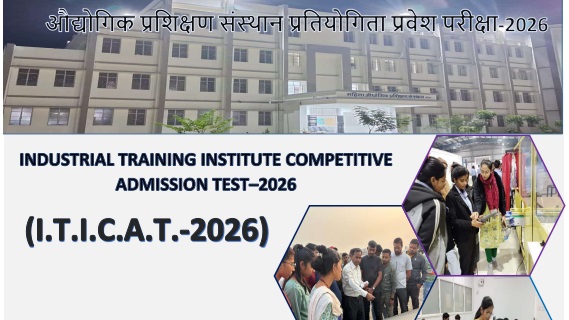 औद्योगिक प्रशिक्षण संस्थान प्रतियोगिता प्रवेश परीक्षा-2026
INDUSTRIAL TRAINING INSTITUTE COMPETITIVE
ADMISSION TEST–2026
(I.T.I.C.A.T.-2026)